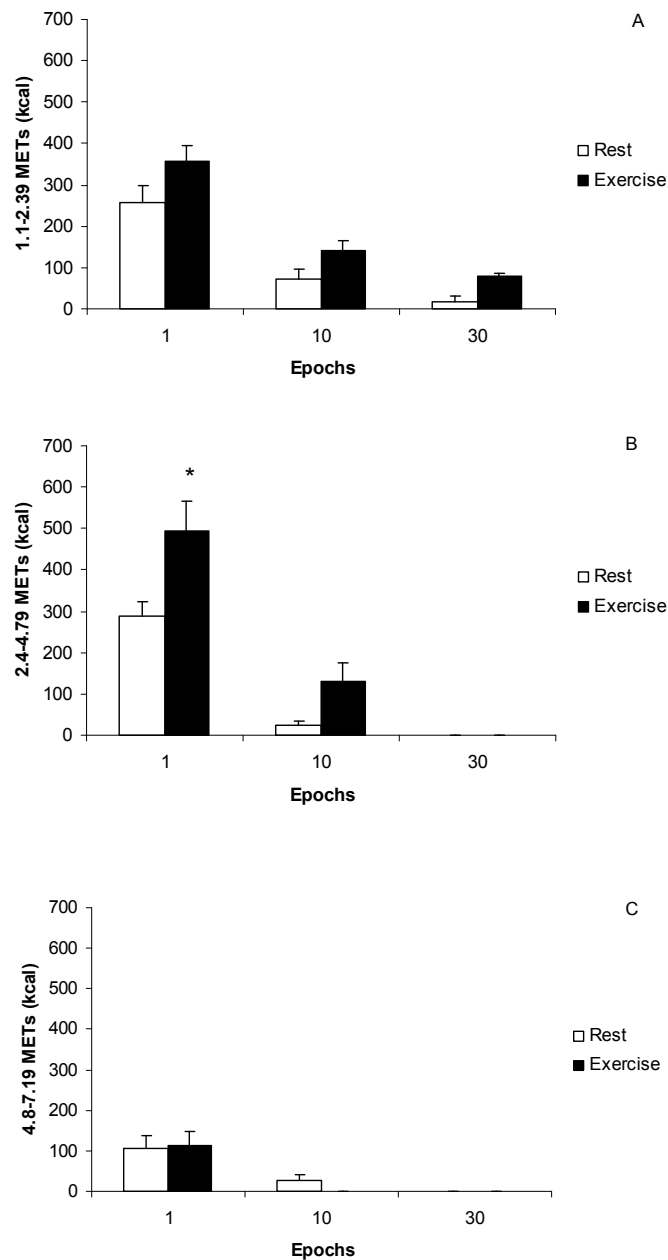 A
1.1-2.39 METs (kcal)
700
600
500
400
300
200
100
0
1 10 30
Epochs
Rest
Exercise
B
2.4-4.79 METs (kcal)
700
600
500
400
300
200
100
0
*
1 10 30
Epochs
Rest
Exercise
C
4.8-7.19 METs (kcal)
700
600
500
400
300
200
100
0
1 10 30
Epochs
Rest
Exercise